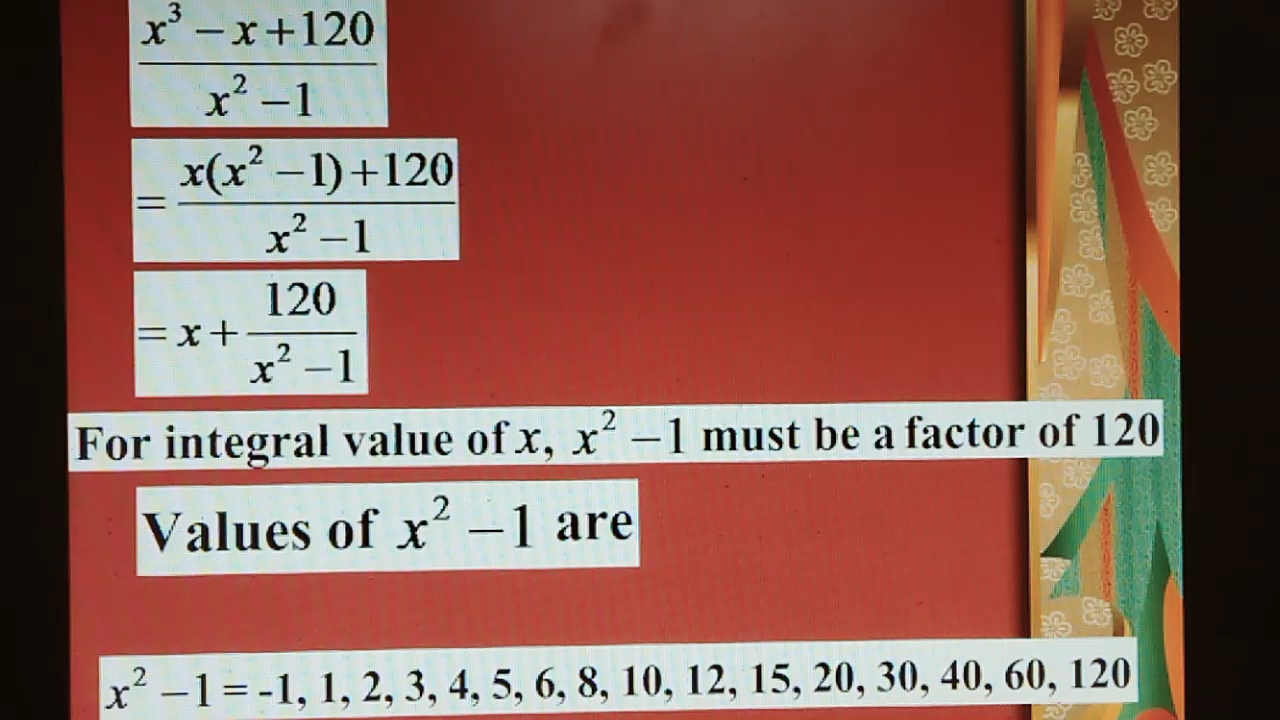 x³ − x + 120
x² − 1
= x(x² − 1) + 120
x² − 1
= x + 120
x² − 1
For integral value of x, x² − 1 must be a factor of 120
Values of x² − 1 are
x² − 1 = -1, 1, 2, 3, 4, 5, 6, 8, 10, 12, 15, 20, 30, 40, 60, 120